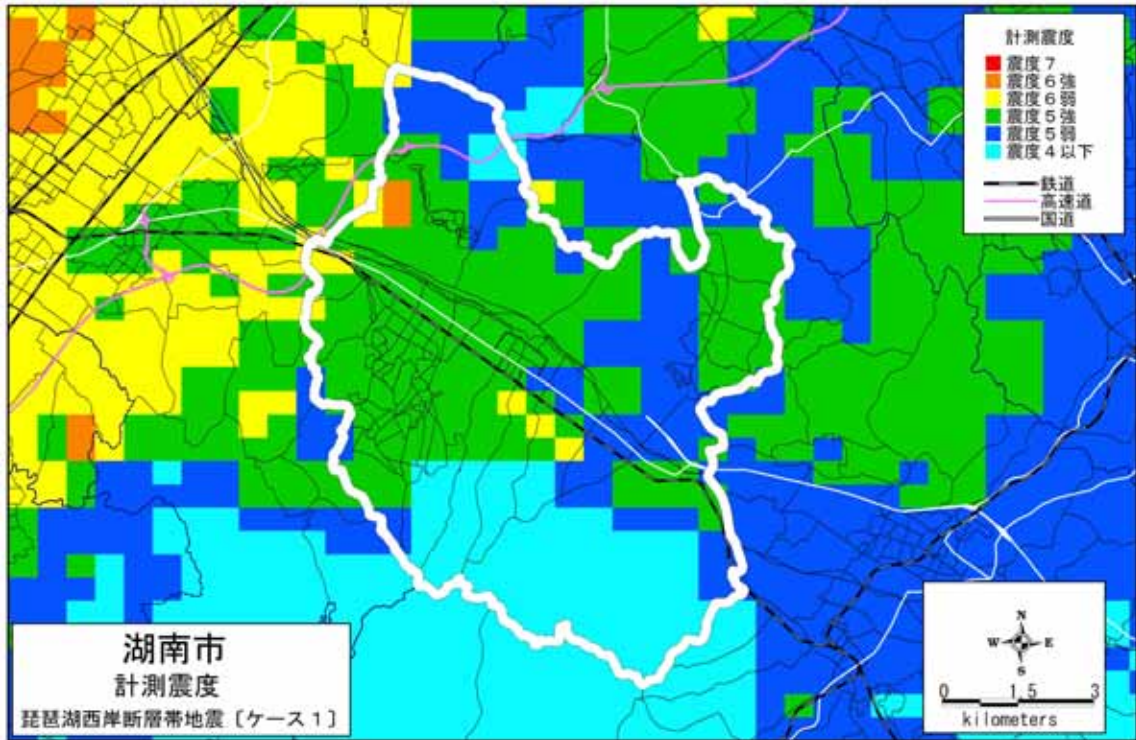 計測震度
震度7
震度6強
震度6弱
震度5強
震度5弱
震度4以下
鉄道
高速道
国道
湖南市
計測震度
琵琶湖西岸断層帯地震〔ケース1〕
N
W E
S
0 1.5 3
kilometers